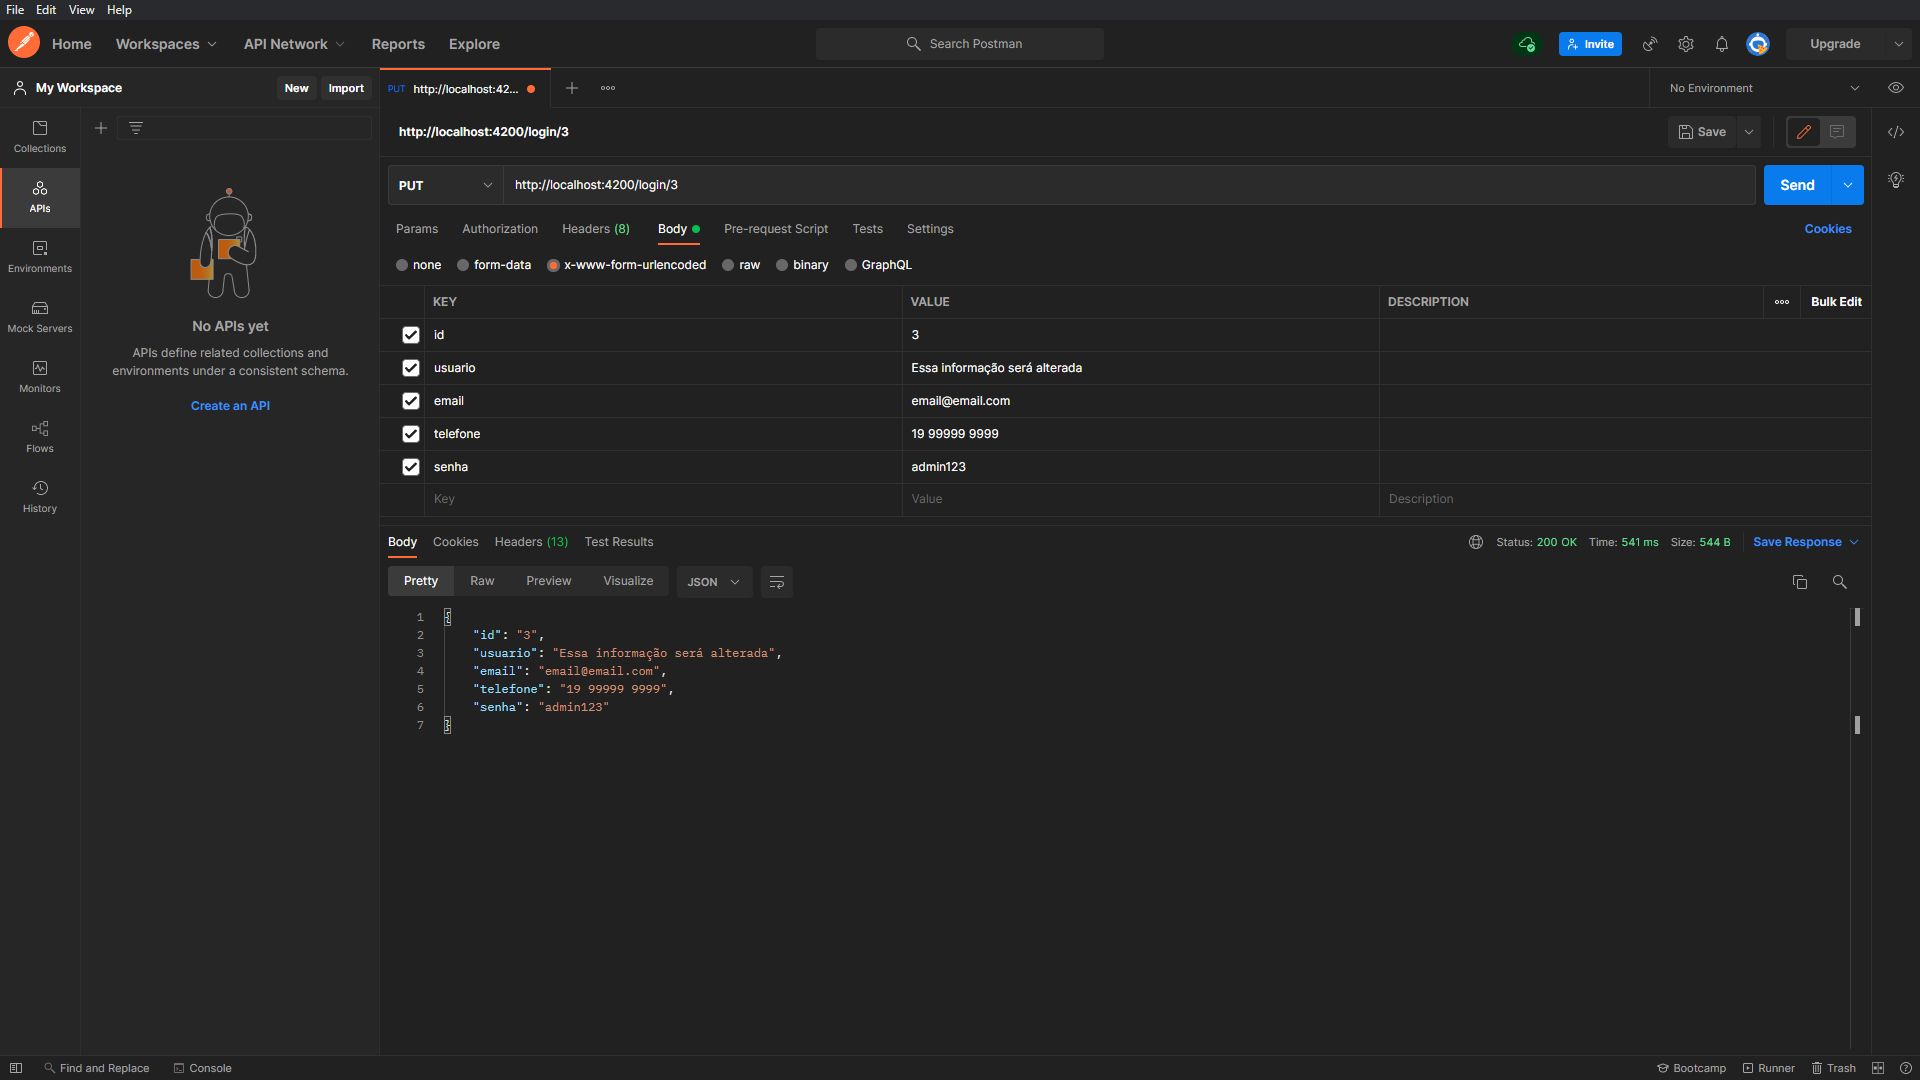 File Edit View Help
Home Workspaces API Network Reports Explore Search Postman Invite Upgrade
My Workspace New Import
PUT http://localhost:42... No Environment
http://localhost:4200/login/3 Save
PUT http://localhost:4200/login/3 Send
Params Authorization Headers (8) Body Pre-request Script Tests Settings Cookies
none form-data x-www-form-urlencoded raw binary GraphQL
KEY VALUE DESCRIPTION Bulk Edit
id 3
usuario Essa informação será alterada
email email@email.com
telefone 19 99999 9999
senha admin123
Key Value Description
Collections
APIs
Environments
Mock Servers
Monitors
Flows
History
No APIs yet
APIs define related collections and
environments under a consistent schema.
Create an API
Body Cookies Headers (13) Test Results Status: 200 OK Time: 541 ms Size: 544 B Save Response
Pretty Raw Preview Visualize JSON
1 {
2 "id": "3",
3 "usuario": "Essa informação será alterada",
4 "email": "email@email.com",
5 "telefone": "19 99999 9999",
6 "senha": "admin123"
7 }
Find and Replace Console Bootcamp Runner Trash